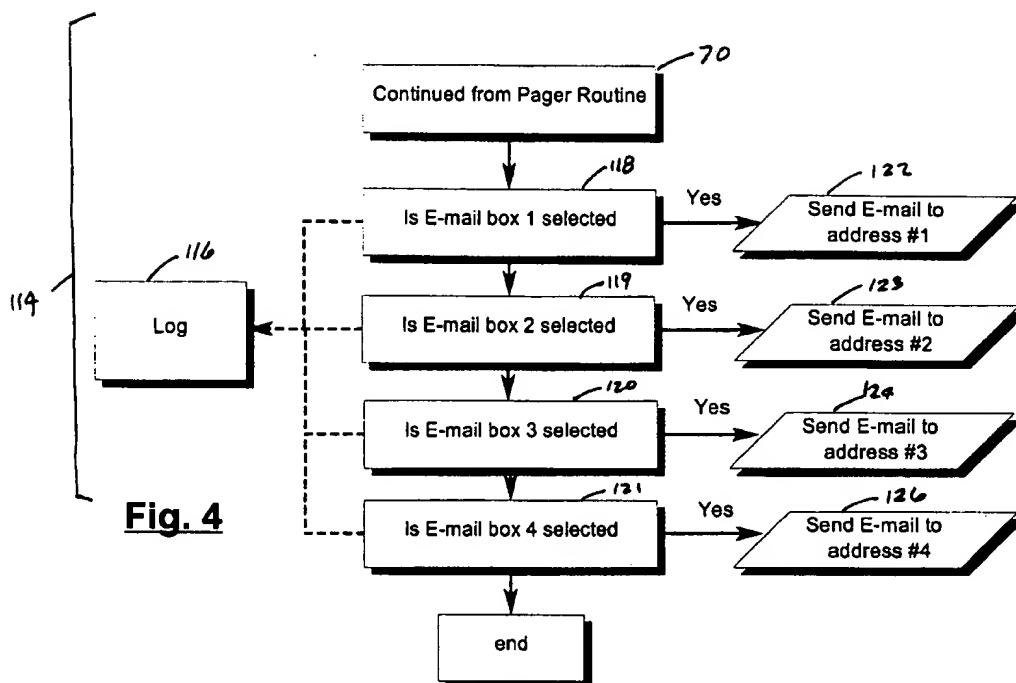 70
Continued from Pager Routine
118
122
Is E-mail box 1 selected
Yes
Send E-mail to
address #1
116
119
123
114
Log
Is E-mail box 2 selected
Yes
Send E-mail to
address #2
120
124
Is E-mail box 3 selected
Yes
Send E-mail to
address #3
Fig. 4
121
126
Is E-mail box 4 selected
Yes
Send E-mail to
address #4
end